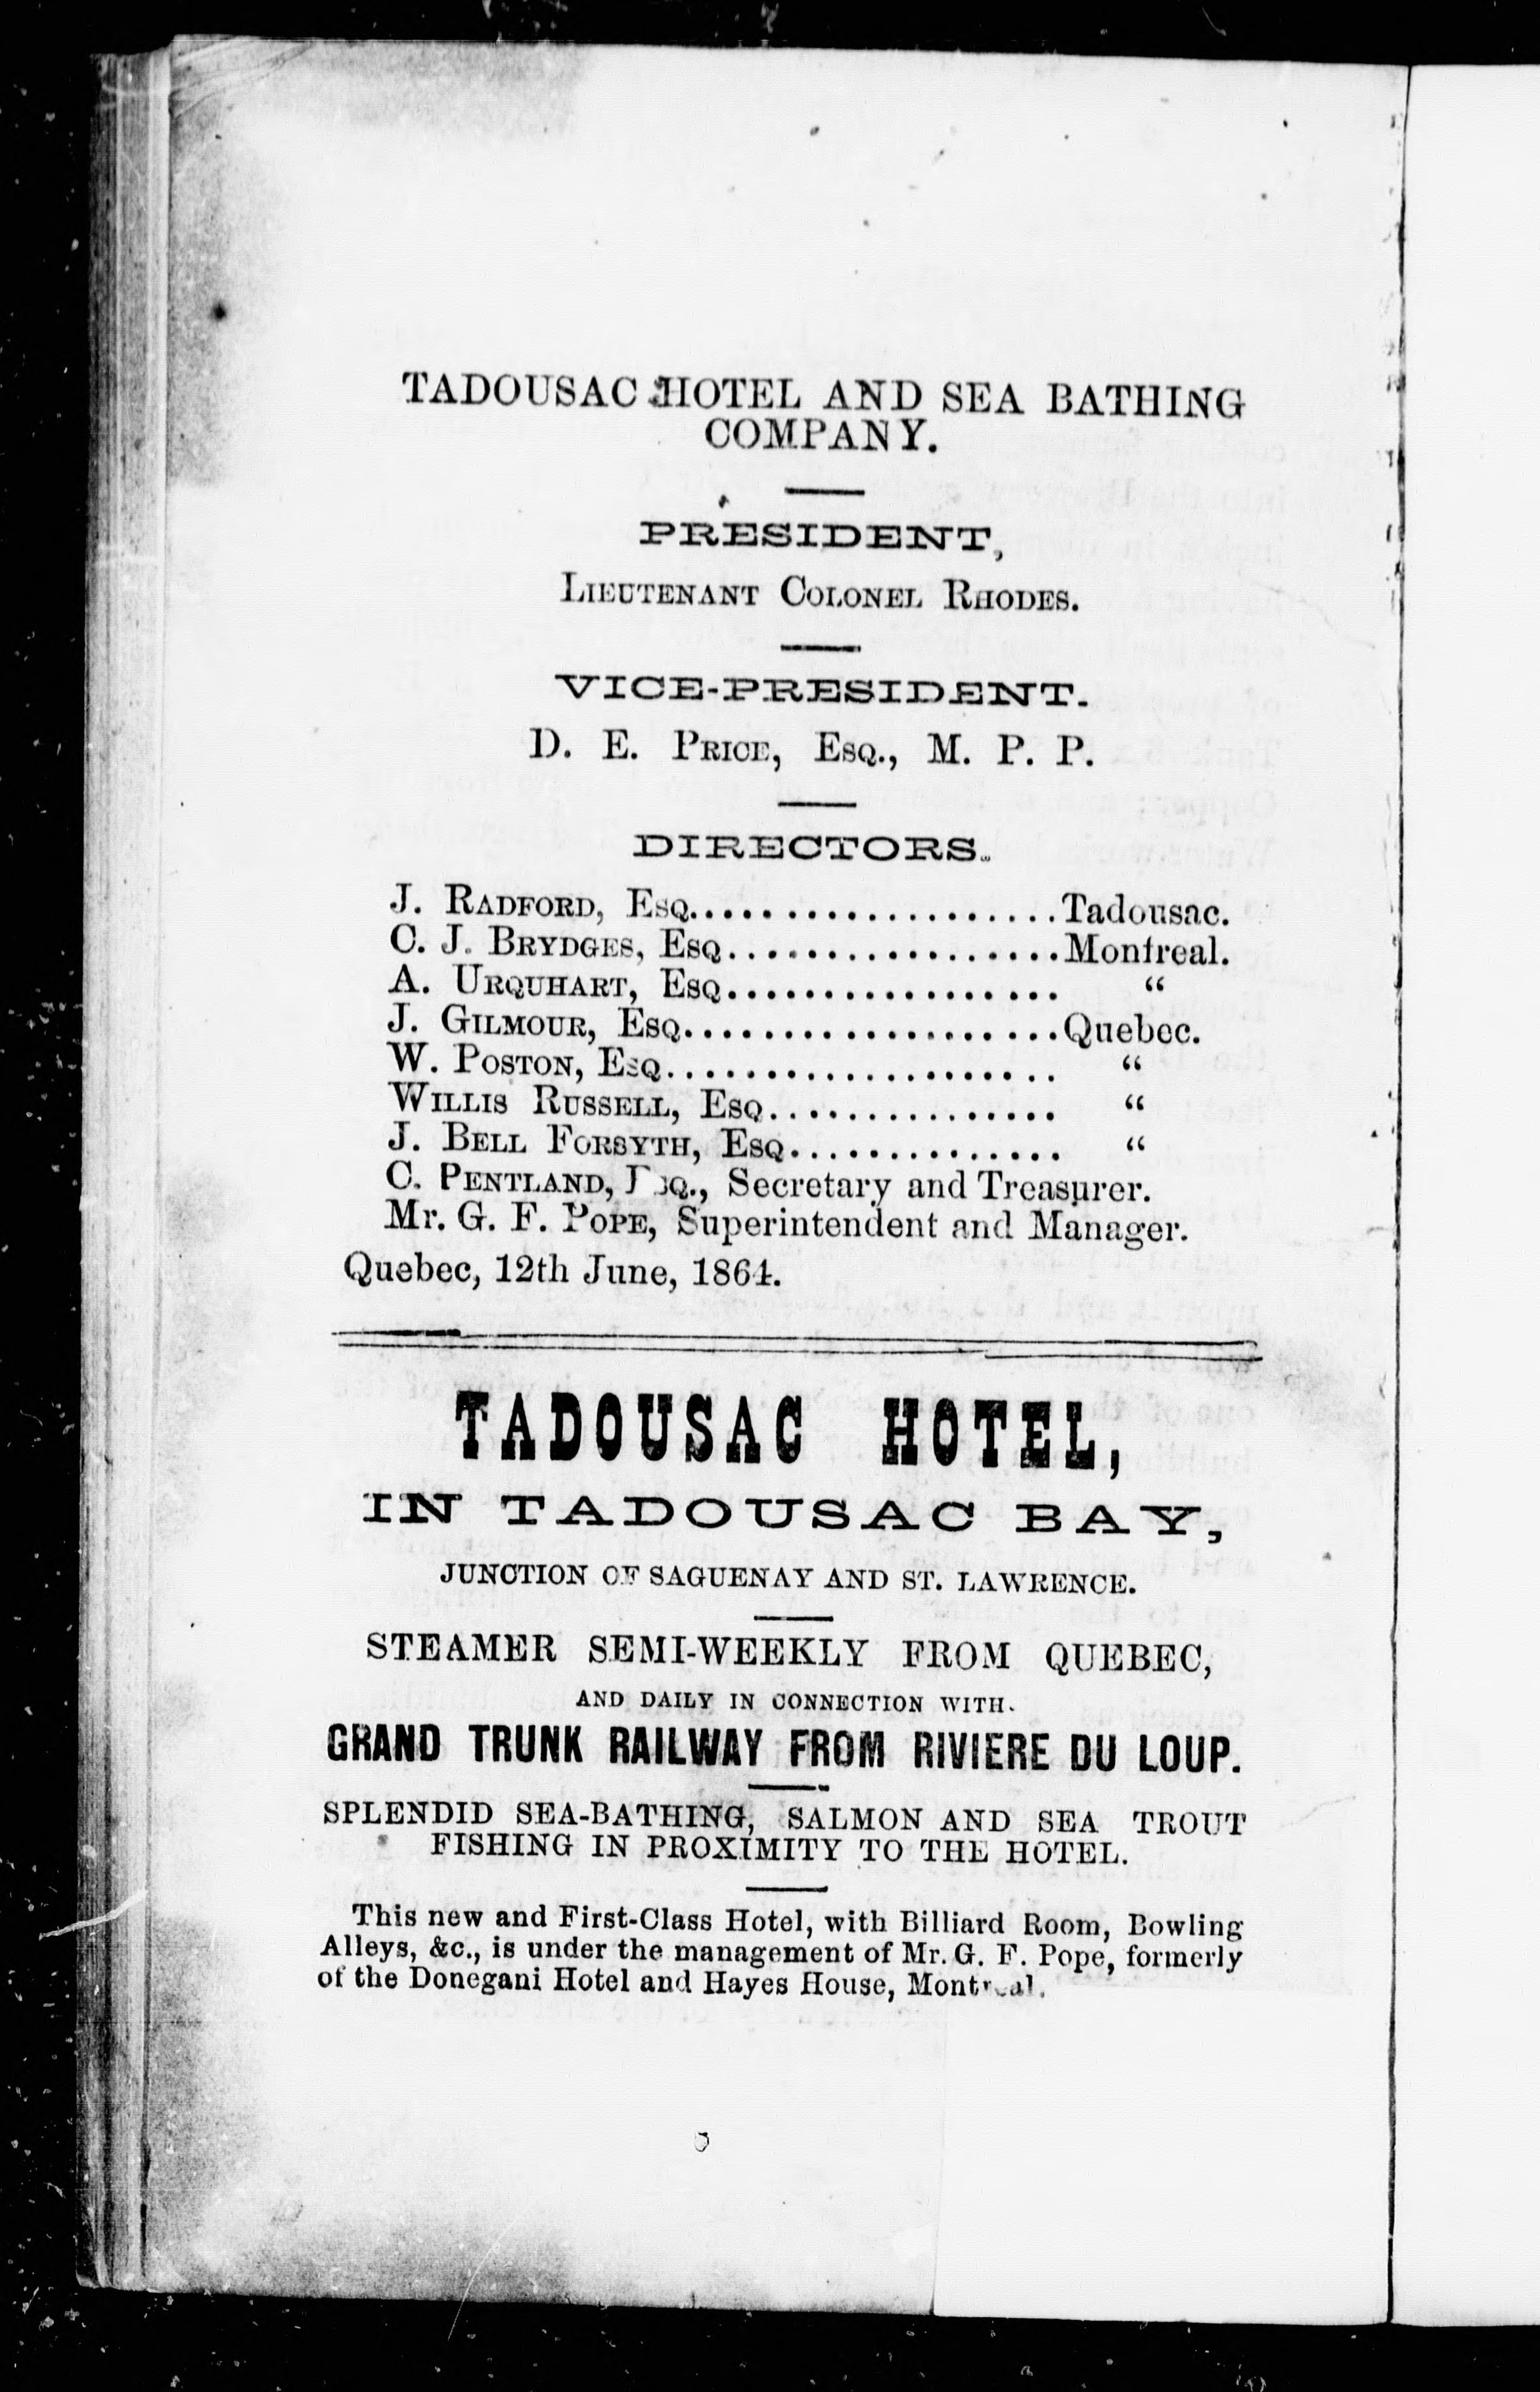 TADOUSAC HOTEL AND SEA BATHING
COMPANY.
PRESIDENT,
LIEUTENANT COLONEL RHODES.
VICE-PRESIDENT.
D. E. PRICE, ESQ., M. P. P.
DIRECTORS.
J. RADFORD, ESQ.....................Tadousac.
C. J. BRYDGES, ESQ..................Montreal.
A. URQUHART, ESQ.................. “
J. GILMOUR, ESQ.....................Quebec.
W. POSTON, ESQ...................... “
WILLIS RUSSELL, ESQ................ “
J. BELL FORSYTH, ESQ............... “
C. PENTLAND, ESQ., Secretary and Treasurer.
Mr. G. F. POPE, Superintendent and Manager.
Quebec, 12th June, 1864.
TADOUSAC HOTEL,
IN TADOUSAC BAY,
JUNCTION OF SAGUENAY AND ST. LAWRENCE.
STEAMER SEMI-WEEKLY FROM QUEBEC,
AND DAILY IN CONNECTION WITH.
GRAND TRUNK RAILWAY FROM RIVIERE DU LOUP.
SPLENDID SEA-BATHING, SALMON AND SEA TROUT
FISHING IN PROXIMITY TO THE HOTEL.
This new and First-Class Hotel, with Billiard Room, Bowling
Alleys, &c., is under the management of Mr. G. F. Pope, formerly
of the Donegani Hotel and Hayes House, Montreal.